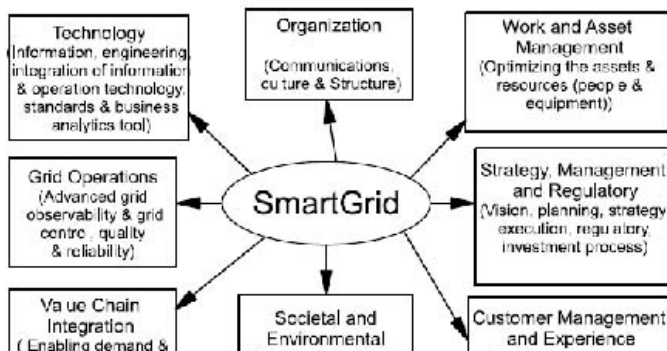 Technology
(Information, engineering,
integration of information
& operation technology,
standards & business
analytics tool)
Organization
(Communications,
culture & Structure)
Work and Asset
Management
(Optimizing the assets &
resources (people &
equipment))
Grid Operations
(Advanced grid
observability & grid
centre, quality
& reliability)
SmartGrid
Strategy, Management
and Regulatory
(Vision, planning, strategy
execution, regulatory,
investment process)
Value Chain
Integration
( Enabling demand &
Societal and
Environmental
Customer Management
and Experience